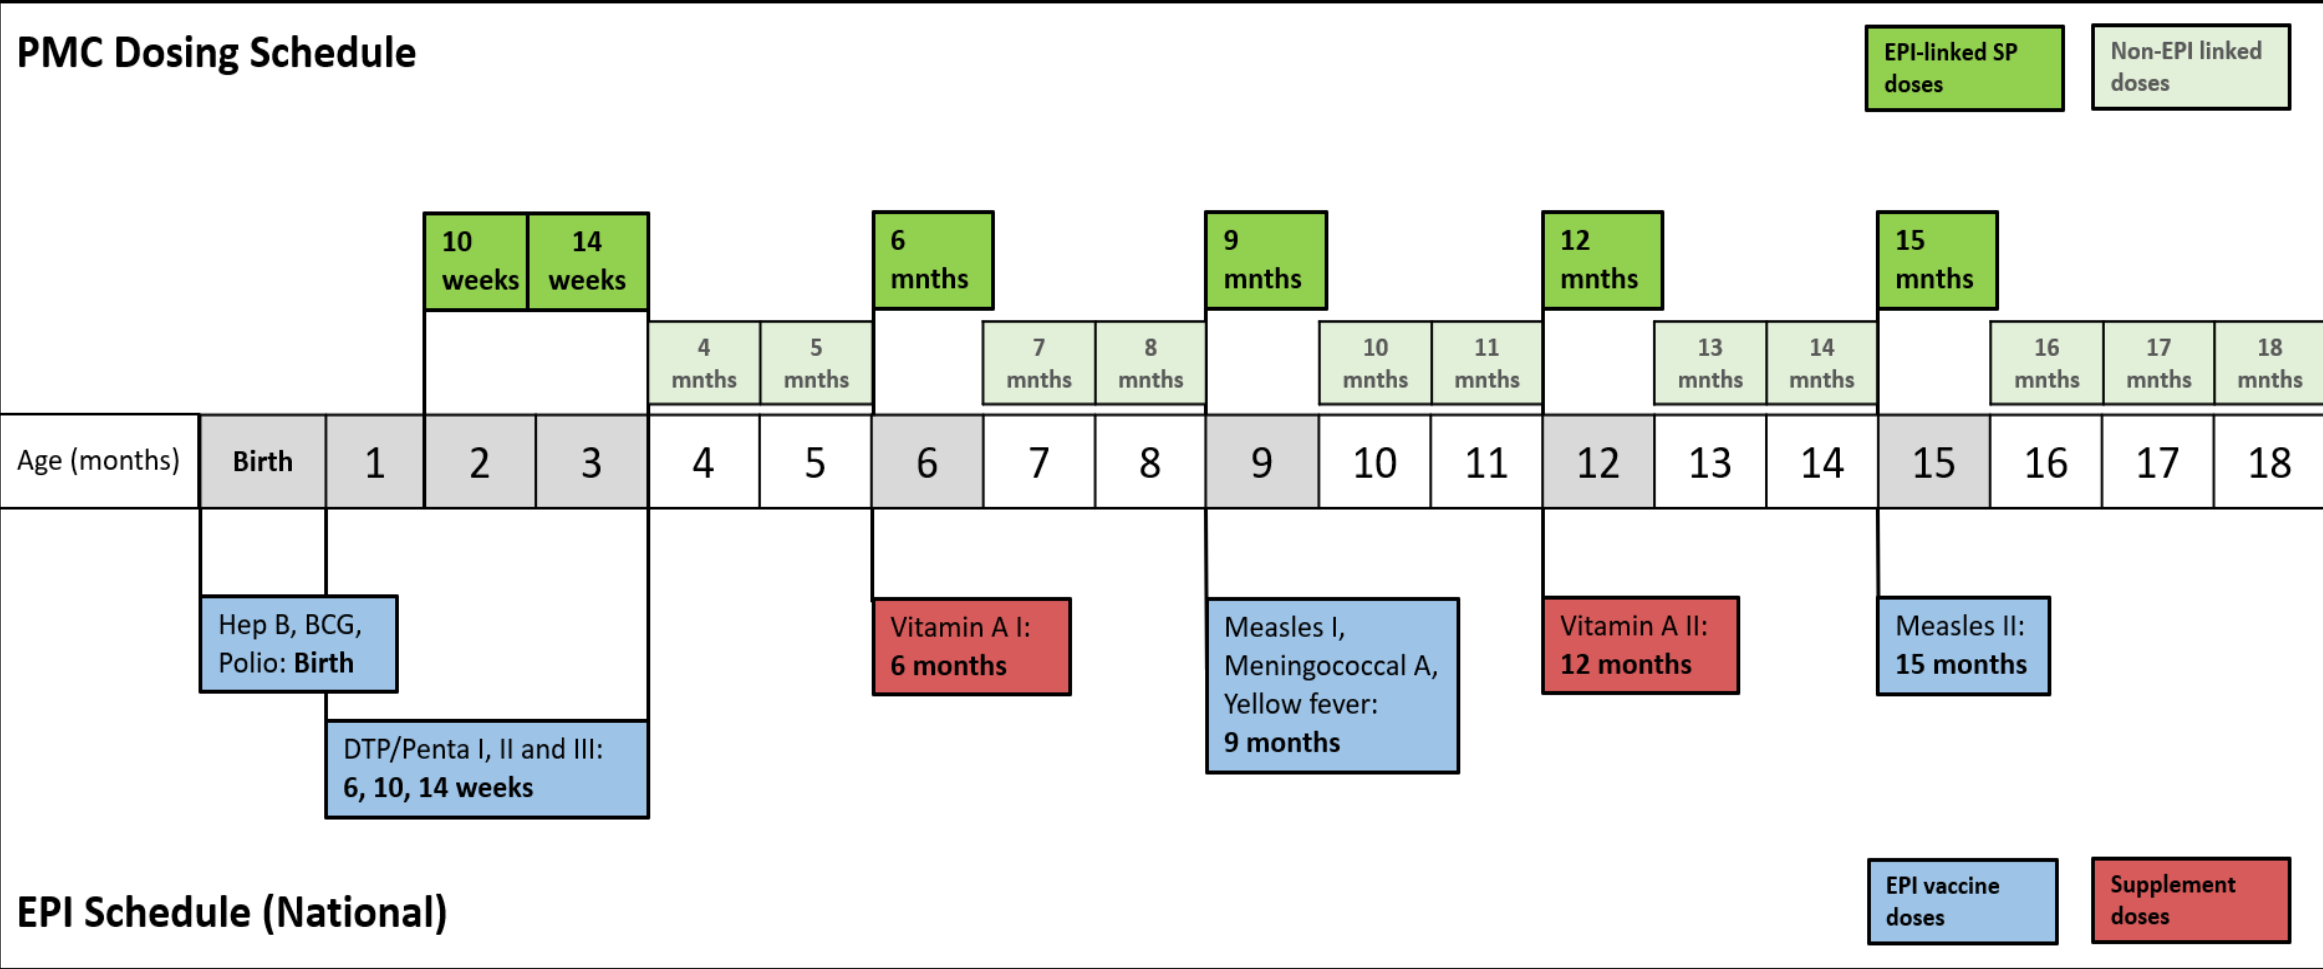 PMC Dosing Schedule
EPI-linked SP
doses
Non-EPI linked
doses
10
weeks
14
weeks
6
mnths
9
mnths
12
mnths
15
mnths
4
mnths
5
mnths
7
mnths
8
mnths
10
mnths
11
mnths
13
mnths
14
mnths
16
mnths
17
mnths
18
mnths
Age (months) Birth 1 2 3 4 5 6 7 8 9 10 11 12 13 14 15 16 17 18
Hep B, BCG,
Polio: Birth
DTP/Penta I, II and III:
6, 10, 14 weeks
Vitamin A I:
6 months
Measles I,
Meningococcal A,
Yellow fever:
9 months
Vitamin A II:
12 months
Measles II:
15 months
EPI Schedule (National)
EPI vaccine
doses
Supplement
doses